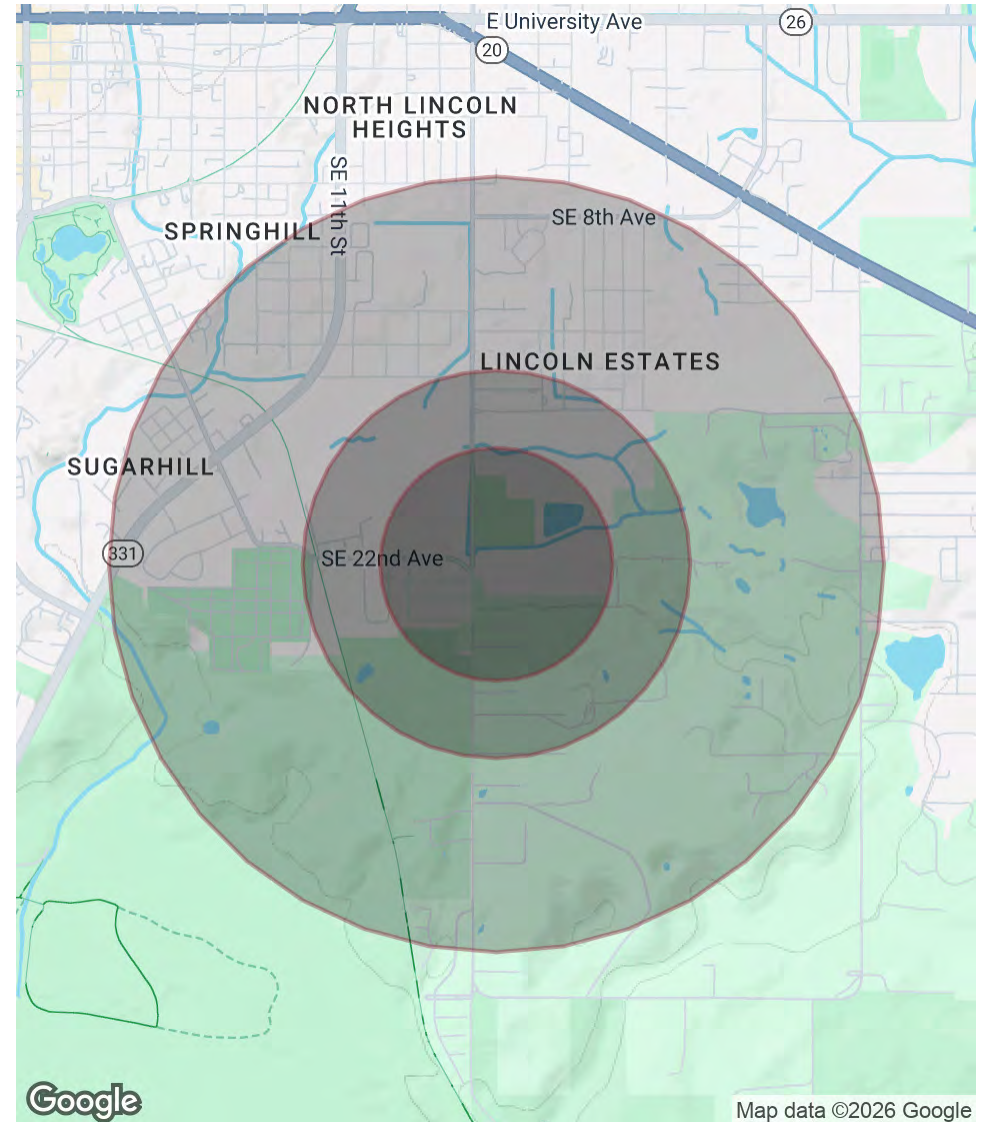 E University Ave
26
20
NORTH LINCOLN
HEIGHTS
SE 11th St
SE 8th Ave
SPRINGHILL
LINCOLN ESTATES
SUGARHILL
331
SE 22nd Ave
Google
Map data ©2026 Google